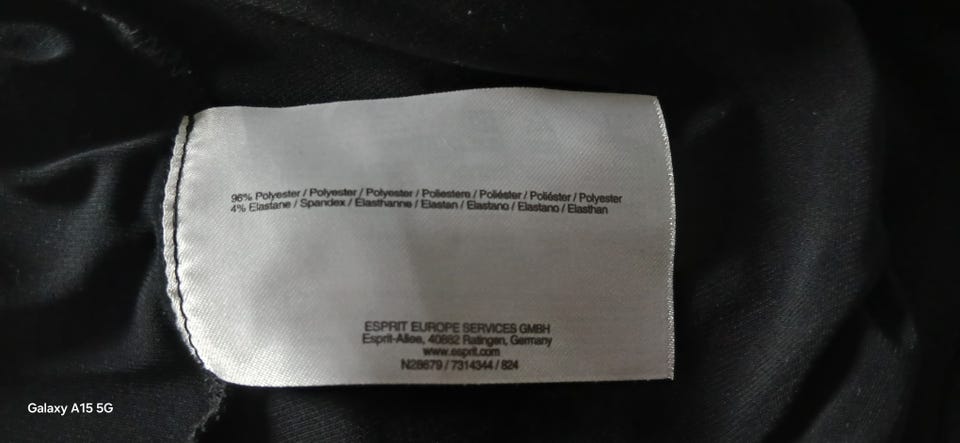 96% Polyester / Polyester / Polyester / Poliestere / Poliéster / Poliéster / Polyester
4% Elastane / Spandex / Élasthanne / Elastan / Elastano / Elastano / Elasthan
ESPRIT EUROPE SERVICES GMBH
Esprit-Allee, 40882 Ratingen, Germany
www.esprit.com
N28679 / 7314344 / 824
Galaxy A15 5G